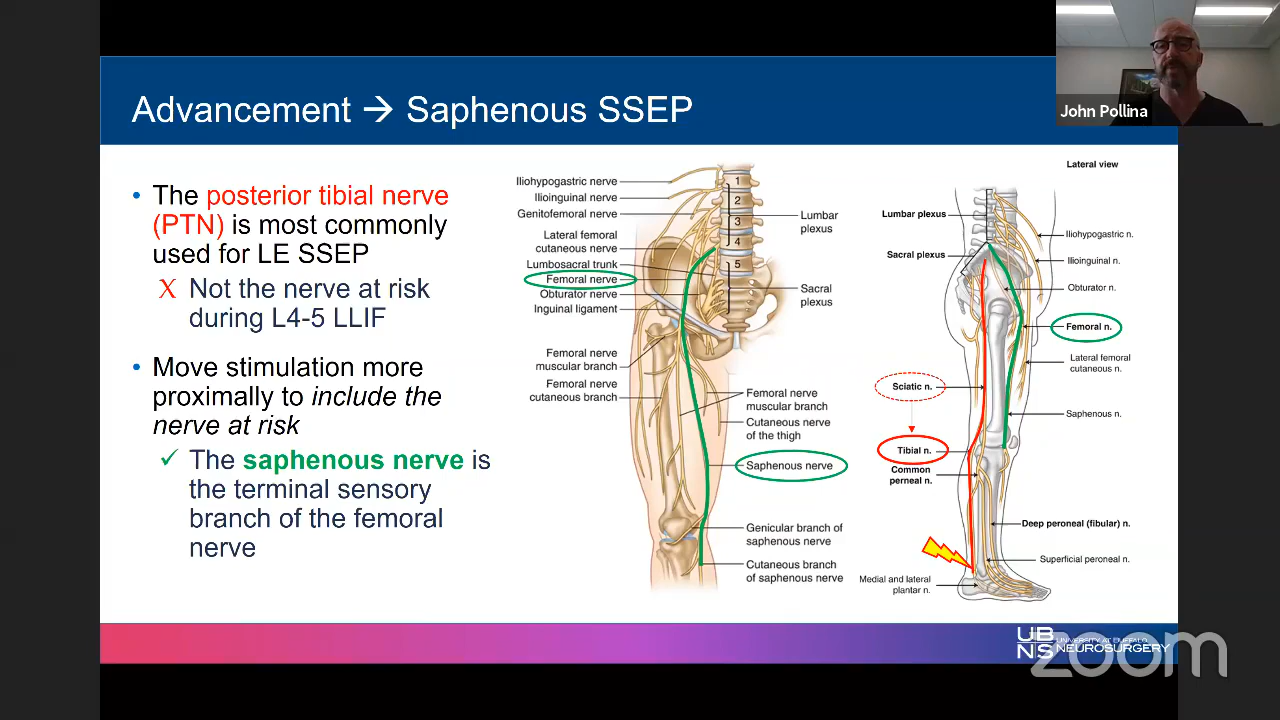 Advancement → Saphenous SSEP
John Pollina
• The posterior tibial nerve
(PTN) is most commonly
used for LE SSEP
X Not the nerve at risk
during L4-5 LLIF
• Move stimulation more
proximally to include the
nerve at risk
✓ The saphenous nerve is
the terminal sensory
branch of the femoral
nerve
Iliohypogastric nerve
Ilioinguinal nerve
Genitofemoral nerve
Lateral femoral
cutaneous nerve
Lumbosacral trunk
Femoral nerve
Obturator nerve
Inguinal ligament
Femoral nerve
muscular branch
Femoral nerve
cutaneous branch
1
2
3
4
5
Lumbar
plexus
Sacral
plexus
Femoral nerve
muscular branch
Cutaneous nerve
of the thigh
Saphenous nerve
Genicular branch of
saphenous nerve
Cutaneous branch
of saphenous nerve
Lateral view
Lumbar plexus
Sacral plexus
Sciatic n.
Tibial n.
Common
perneal n.
Medial and lateral
plantar n.
Iliohypogastric n.
Ilioinguinal n.
Obturator n.
Femoral n.
Lateral femoral
cutaneous n.
Saphenous n.
Deep peroneal (fibular) n.
Superficial peroneal n.
UB
NS
UNIVERSITY AT BUFFALO
NEUROSURGERY
zoom